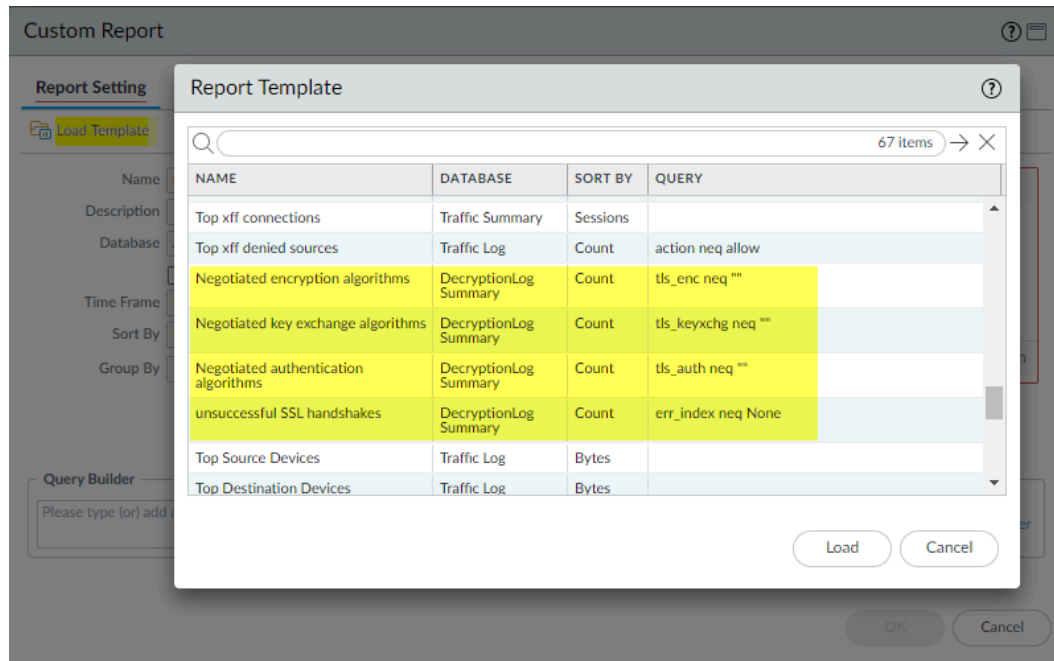 Custom Report
Report Setting
Load Template
Name
Description
Database
Time Frame
Sort By
Group By
Query Builder
Please type (or) add
Report Template
67 items
NAME DATABASE SORT BY QUERY
Top xff connections Traffic Summary Sessions
Top xff denied sources Traffic Log Count action neq allow
Negotiated encryption algorithms DecryptionLog Count tls_enc neq ""
Summary
Negotiated key exchange algorithms DecryptionLog Count tls_keyxchg neq ""
Summary
Negotiated authentication DecryptionLog Count tls_auth neq ""
algorithms Summary
unsuccessful SSL handshakes DecryptionLog Count err_index neq None
Summary
Top Source Devices Traffic Log Bytes
Top Destination Devices Traffic Log Bytes
Load Cancel
OK Cancel